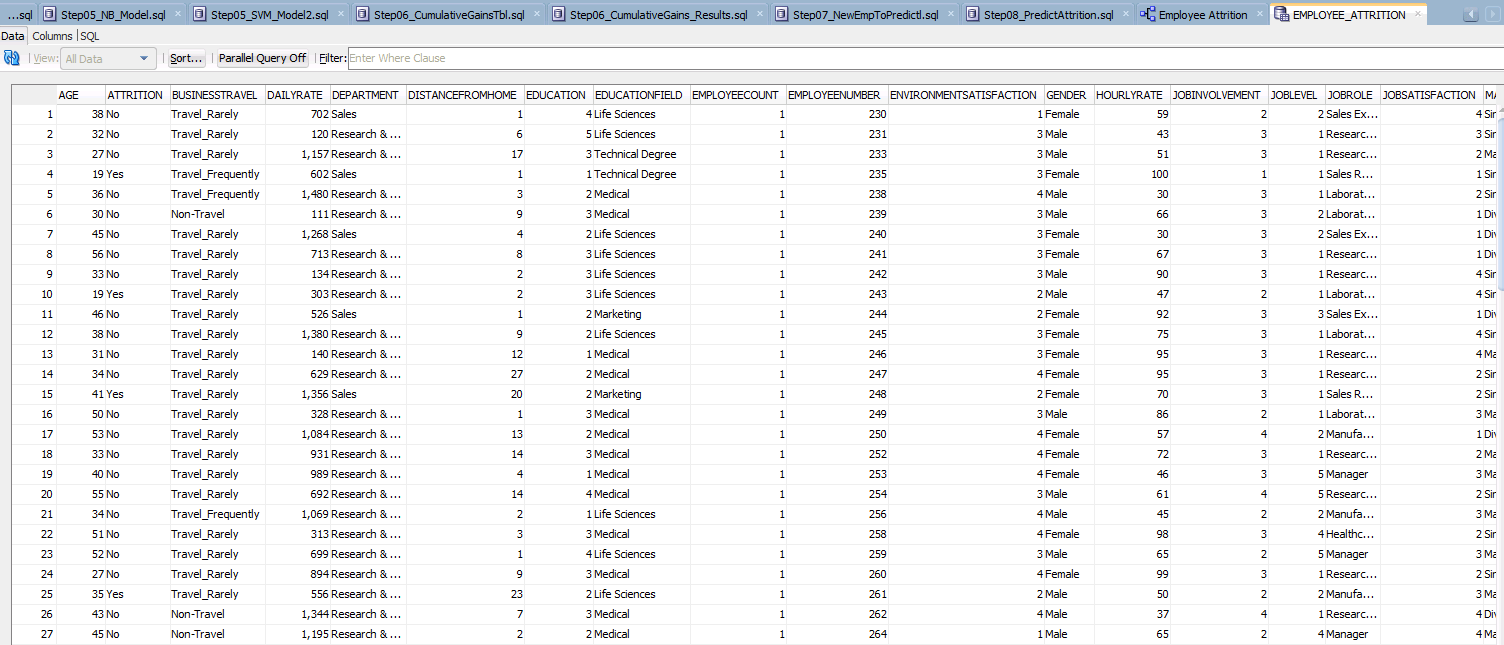 ...sql Step05_NB_Model.sql Step05_SVM_Model2.sql Step06_CumulativeGainsTbl.sql Step06_CumulativeGains_Results.sql Step07_NewEmpToPredictl.sql Step08_PredictAttrition.sql Employee Attrition EMPLOYEE_ATTRITION
Data Columns SQL
View: All Data Sort... Parallel Query Off Filter: Enter Where Clause
AGE ATTRITION BUSINESSTRAVEL DAILYRATE DEPARTMENT DISTANCEFROMHOME EDUCATION EDUCATIONFIELD EMPLOYEECOUNT EMPLOYEENUMBER ENVIRONMENTSATISFACTION GENDER HOURLYRATE JOBINVOLVEMENT JOBLEVEL JOBROLE JOBSATISFACTION MA
1 38 No Travel_Rarely 702 Sales 1 4 Life Sciences 1 230 1 Female 59 2 2 Sales Ex... 4 Sir
2 32 No Travel_Rarely 120 Research & ... 6 5 Life Sciences 1 231 3 Male 43 3 1 Researc... 3 Sir
3 27 No Travel_Rarely 1,157 Research & ... 17 3 Technical Degree 1 233 3 Male 51 3 1 Researc... 2 Ma
4 19 Yes Travel_Frequently 602 Sales 1 1 Technical Degree 1 235 3 Female 100 1 1 Sales R... 1 Sir
5 36 No Travel_Frequently 1,480 Research & ... 3 2 Medical 1 238 4 Male 30 3 1 Laborat... 2 Sir
6 30 No Non-Travel 111 Research & ... 9 3 Medical 1 239 3 Male 66 3 2 Laborat... 1 Div
7 45 No Travel_Rarely 1,268 Sales 4 2 Life Sciences 1 240 3 Female 30 3 2 Sales Ex... 1 Div
8 56 No Travel_Rarely 713 Research & ... 8 3 Life Sciences 1 241 3 Female 67 3 1 Researc... 1 Div
9 33 No Travel_Rarely 134 Research & ... 2 3 Life Sciences 1 242 3 Male 90 3 1 Researc... 4 Sir
10 19 Yes Travel_Rarely 303 Research & ... 2 3 Life Sciences 1 243 2 Male 47 2 1 Laborat... 4 Sir
11 46 No Travel_Rarely 526 Sales 1 2 Marketing 1 244 2 Female 92 3 3 Sales Ex... 1 Div
12 38 No Travel_Rarely 1,380 Research & ... 9 2 Life Sciences 1 245 3 Female 75 3 1 Laborat... 4 Sir
13 31 No Travel_Rarely 140 Research & ... 12 1 Medical 1 246 3 Female 95 3 1 Researc... 4 Ma
14 34 No Travel_Rarely 629 Research & ... 27 2 Medical 1 247 4 Female 95 3 1 Researc... 2 Sir
15 41 Yes Travel_Rarely 1,356 Sales 20 2 Marketing 1 248 2 Female 70 3 1 Sales R... 2 Sir
16 50 No Travel_Rarely 328 Research & ... 1 3 Medical 1 249 3 Male 86 2 1 Laborat... 3 Ma
17 53 No Travel_Rarely 1,084 Research & ... 13 2 Medical 1 250 4 Female 57 4 2 Manufa... 1 Div
18 33 No Travel_Rarely 931 Research & ... 14 3 Medical 1 252 4 Female 72 3 1 Researc... 2 Ma
19 40 No Travel_Rarely 989 Research & ... 4 1 Medical 1 253 4 Female 46 3 5 Manager 3 Ma
20 55 No Travel_Rarely 692 Research & ... 14 4 Medical 1 254 3 Male 61 4 5 Researc... 2 Sir
21 34 No Travel_Frequently 1,069 Research & ... 2 1 Life Sciences 1 256 4 Male 45 2 2 Manufa... 3 Ma
22 51 No Travel_Rarely 313 Research & ... 3 3 Medical 1 258 4 Female 98 3 4 Healthc... 2 Sir
23 52 No Travel_Rarely 699 Research & ... 1 4 Life Sciences 1 259 3 Male 65 2 5 Manager 3 Ma
24 27 No Travel_Rarely 894 Research & ... 9 3 Medical 1 260 4 Female 99 3 1 Researc... 2 Sir
25 35 Yes Travel_Rarely 556 Research & ... 23 2 Life Sciences 1 261 2 Male 50 2 2 Manufa... 3 Ma
26 43 No Non-Travel 1,344 Research & ... 7 3 Medical 1 262 4 Male 37 4 1 Researc... 4 Div
27 45 No Non-Travel 1,195 Research & ... 2 2 Medical 1 264 1 Male 65 2 4 Manager 4 Ma